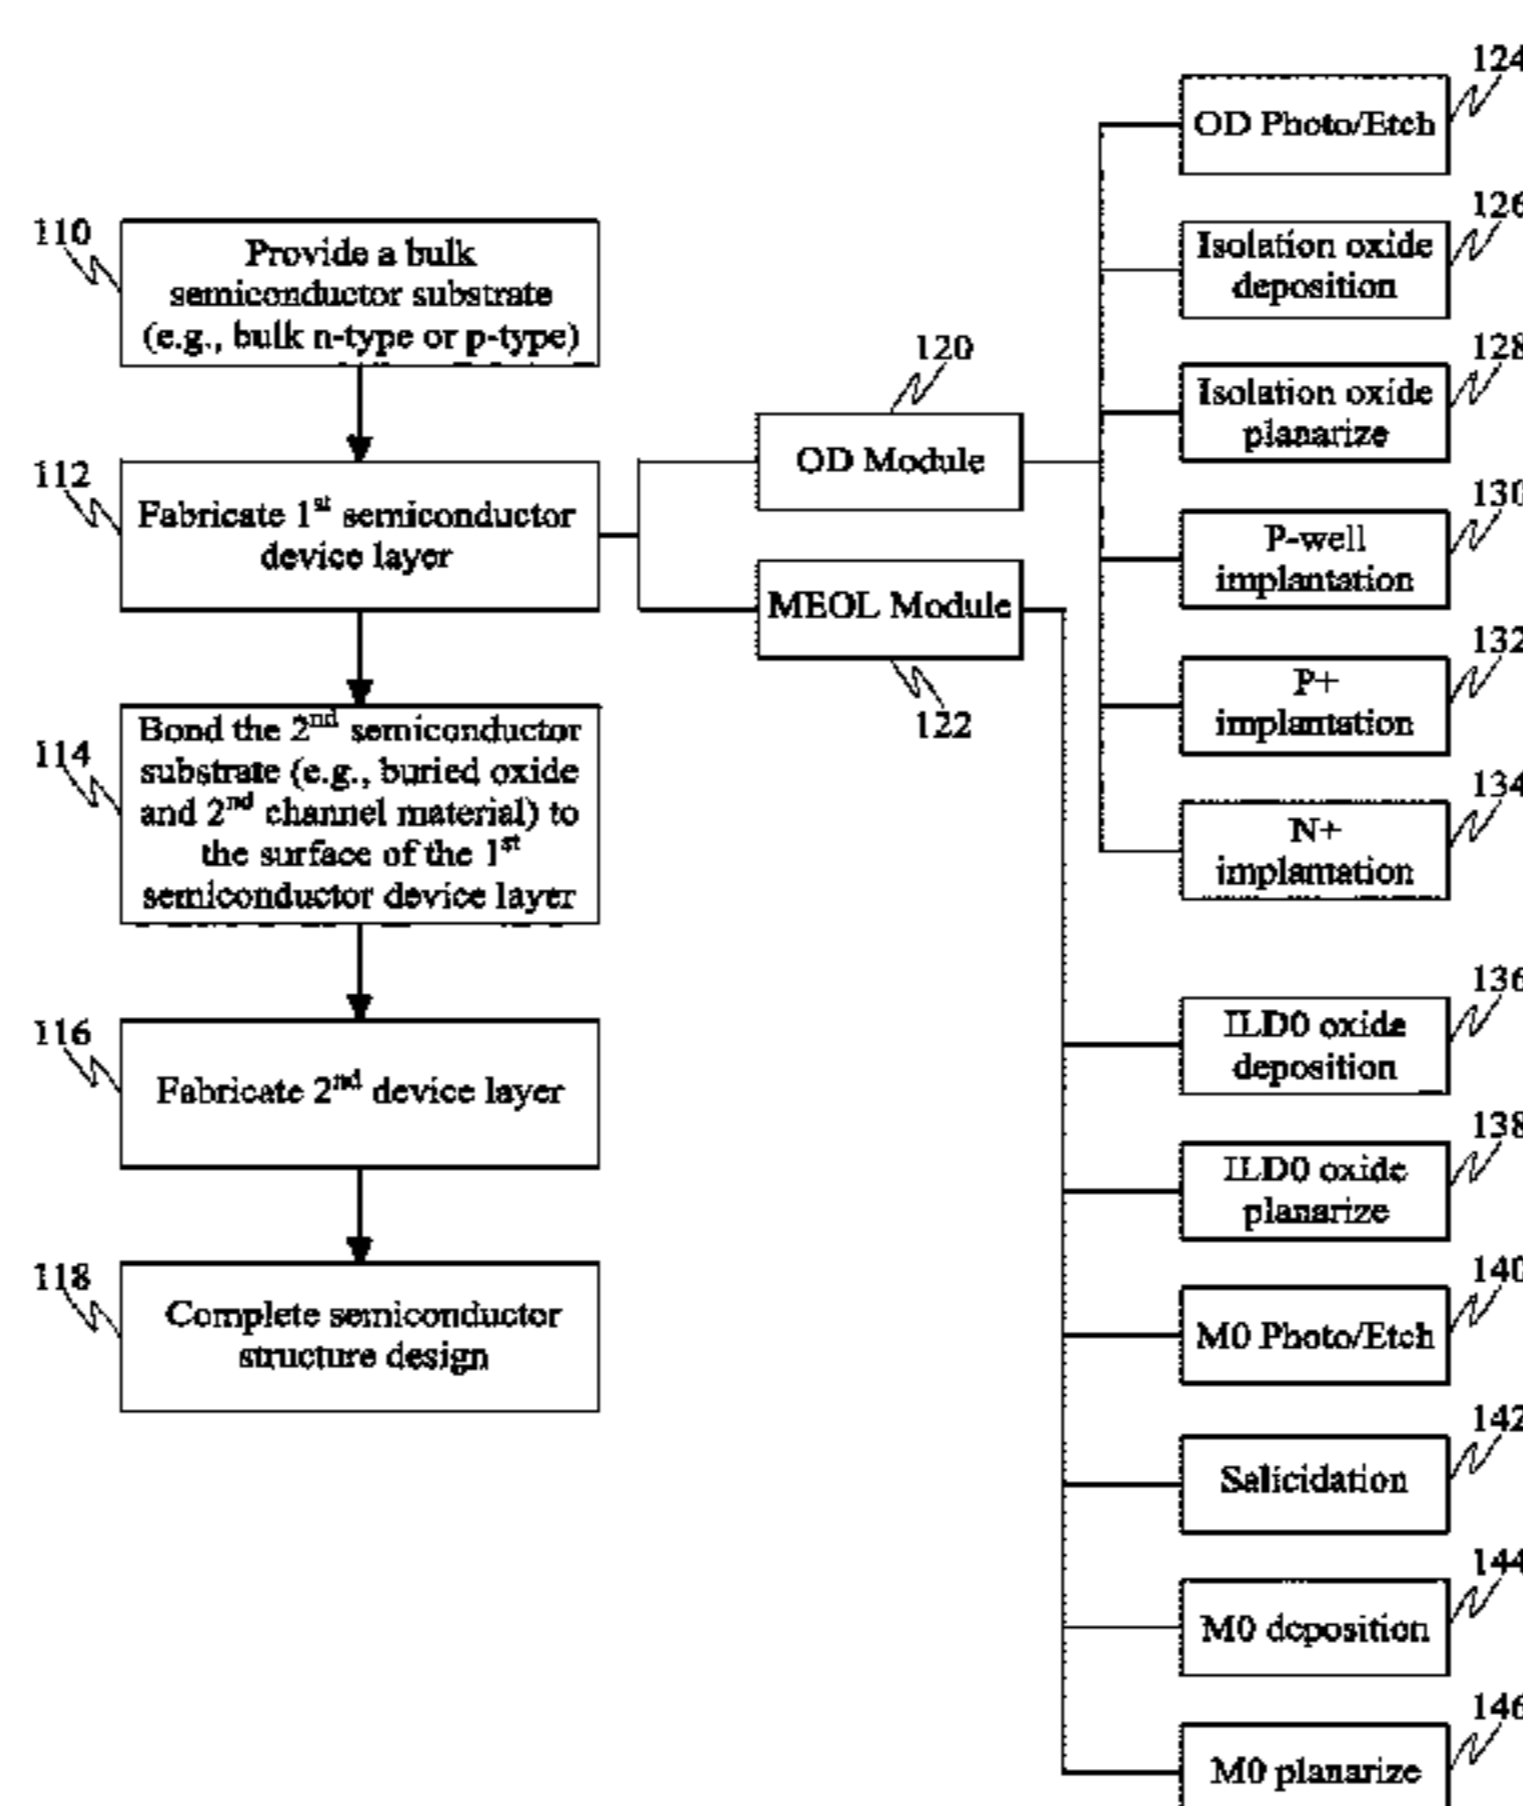 110
Provide a bulk
semiconductor substrate
(e.g., bulk n-type or p-type)
112
Fabricate 1st semiconductor
device layer
114
Bond the 2nd semiconductor
substrate (e.g., buried oxide
and 2nd channel material) to
the surface of the 1st
semiconductor device layer
116
Fabricate 2nd device layer
118
Complete semiconductor
structure design
120
OD Module
MEOL Module
122
124
OD Photo/Etch
126
Isolation oxide
deposition
128
Isolation oxide
planarize
130
P-well
implantation
132
P+
implantation
134
N+
implantation
136
ILD0 oxide
deposition
138
ILD0 oxide
planarize
140
M0 Photo/Etch
142
Salicidation
144
M0 deposition
146
M0 planarize